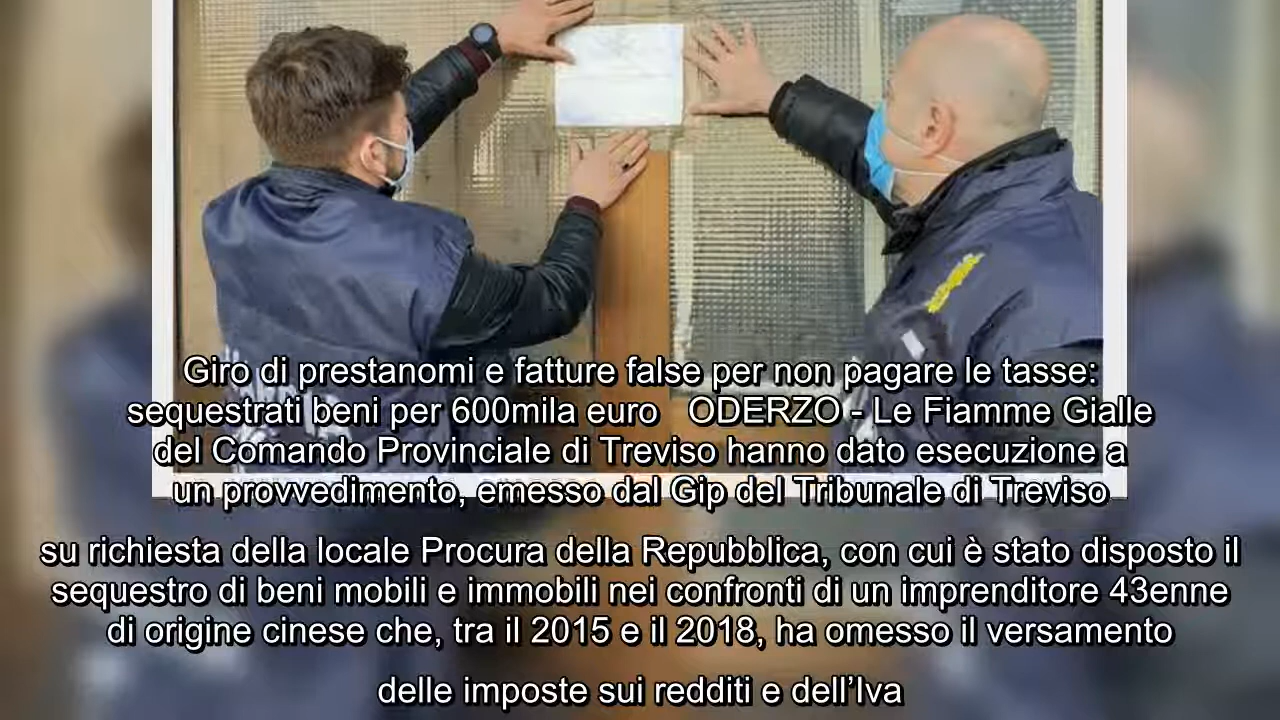 Giro di prestanomi e fatture false per non pagare le tasse:
sequestrati beni per 600mila euro   ODERZO - Le Fiamme Gialle
del Comando Provinciale di Treviso hanno dato esecuzione a
un provvedimento, emesso dal Gip del Tribunale di Treviso
su richiesta della locale Procura della Repubblica, con cui è stato disposto il
sequestro di beni mobili e immobili nei confronti di un imprenditore 43enne
di origine cinese che, tra il 2015 e il 2018, ha omesso il versamento
delle imposte sui redditi e dell’Iva